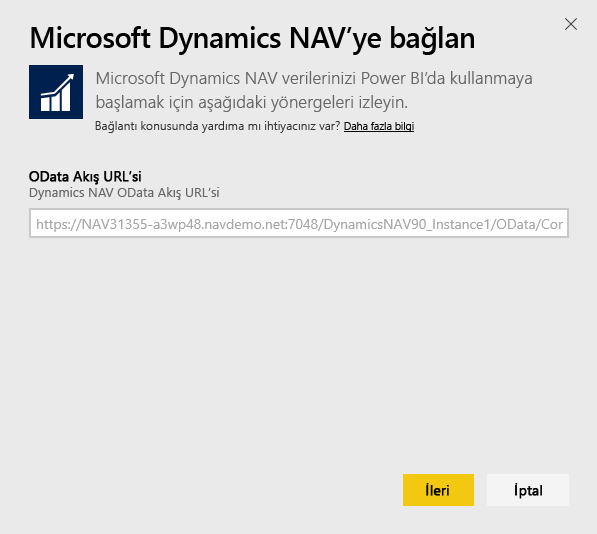 Microsoft Dynamics NAV’ye bağlan
Microsoft Dynamics NAV verilerinizi Power BI’da kullanmaya
başlamak için aşağıdaki yönergeleri izleyin.
Bağlantı konusunda yardıma mı ihtiyacınız var? Daha fazla bilgi
OData Akış URL’si
Dynamics NAV OData Akış URL’si
https://NAV31355-a3wp48.navdemo.net:7048/DynamicsNAV90_Instance1/OData/Cor
İleri
İptal